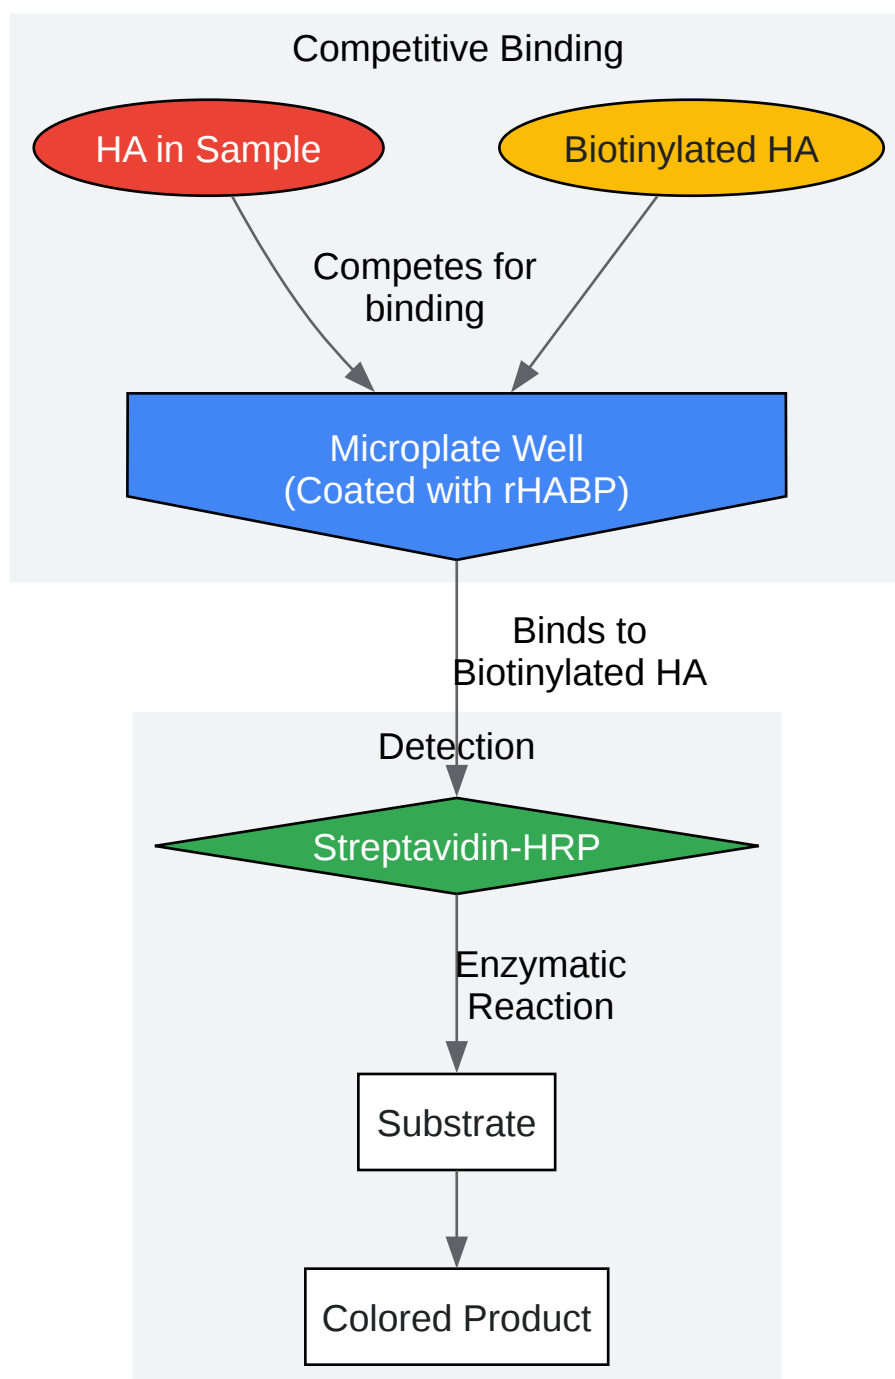 Competitive Binding
HA in Sample
Biotinylated HA
Competes for
binding
Microplate Well
(Coated with rHABP)
Binds to
Biotinylated HA
Detection
Streptavidin-HRP
Enzymatic
Reaction
Substrate
Colored Product